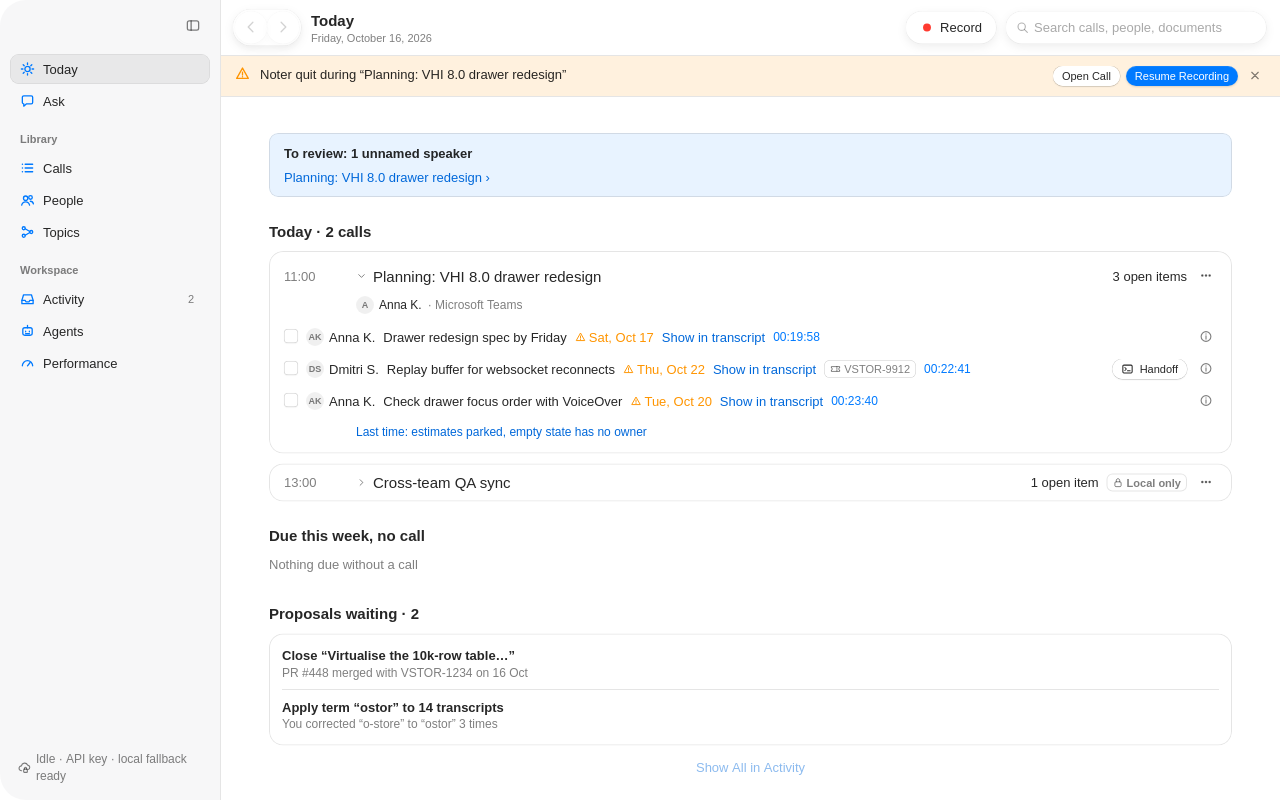 Today
Friday, October 16, 2026
Record
Search calls, people, documents
Today
Ask
Library
Calls
People
Topics
Workspace
Activity 2
Agents
Performance
Idle · API key · local fallback
ready
Noter quit during “Planning: VHI 8.0 drawer redesign”
Open Call
Resume Recording
To review: 1 unnamed speaker
Planning: VHI 8.0 drawer redesign ›
Today · 2 calls
11:00 Planning: VHI 8.0 drawer redesign 3 open items
A Anna K. · Microsoft Teams
AK Anna K. Drawer redesign spec by Friday Sat, Oct 17 Show in transcript 00:19:58
DS Dmitri S. Replay buffer for websocket reconnects Thu, Oct 22 Show in transcript VSTOR-9912 00:22:41 Handoff
AK Anna K. Check drawer focus order with VoiceOver Tue, Oct 20 Show in transcript 00:23:40
Last time: estimates parked, empty state has no owner
13:00 Cross-team QA sync 1 open item Local only
Due this week, no call
Nothing due without a call
Proposals waiting · 2
Close “Virtualise the 10k-row table…”
PR #448 merged with VSTOR-1234 on 16 Oct
Apply term “ostor” to 14 transcripts
You corrected “o-store” to “ostor” 3 times
Show All in Activity